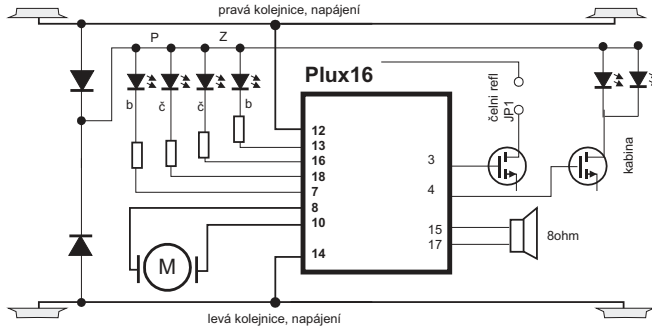 pravá kolejnice, napájení
P Z
Plux16
čelni refl
JP1
b č č b
12
13
16
18
7
8
10
14
3
4
15
17
kabina
8ohm
M
levá kolejnice, napájení